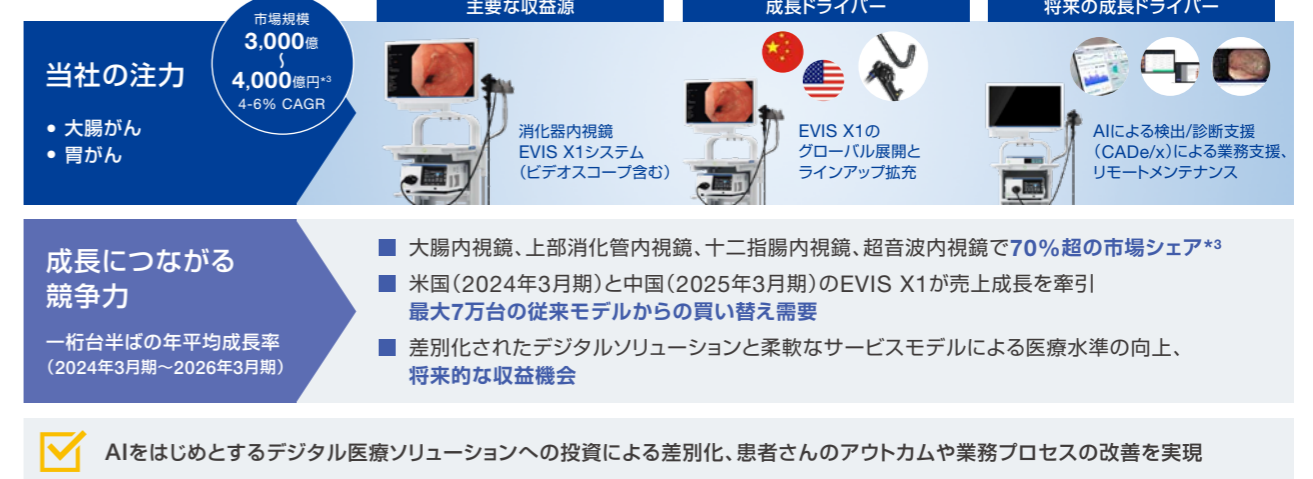 主要な収益源
成長ドライバー
将来の成長ドライバー
市場規模
3,000億
〜
4,000億円*3
4-6% CAGR
当社の注力
• 大腸がん
• 胃がん
消化器内視鏡
EVIS X1システム
（ビデオスコープ含む）
EVIS X1の
グローバル展開と
ラインアップ拡充
AIによる検出/診断支援
（CADe/x）による業務支援、
リモートメンテナンス
成長につながる
競争力
一桁台半ばの年平均成長率
（2024年3月期～2026年3月期）
■ 大腸内視鏡、上部消化管内視鏡、十二指腸内視鏡、超音波内視鏡で70％超の市場シェア*3
■ 米国（2024年3月期）と中国（2025年3月期）のEVIS X1が売上成長を牽引
最大7万台の従来モデルからの買い替え需要
■ 差別化されたデジタルソリューションと柔軟なサービスモデルによる医療水準の向上、
将来的な収益機会
AIをはじめとするデジタル医療ソリューションへの投資による差別化、患者さんのアウトカムや業務プロセスの改善を実現